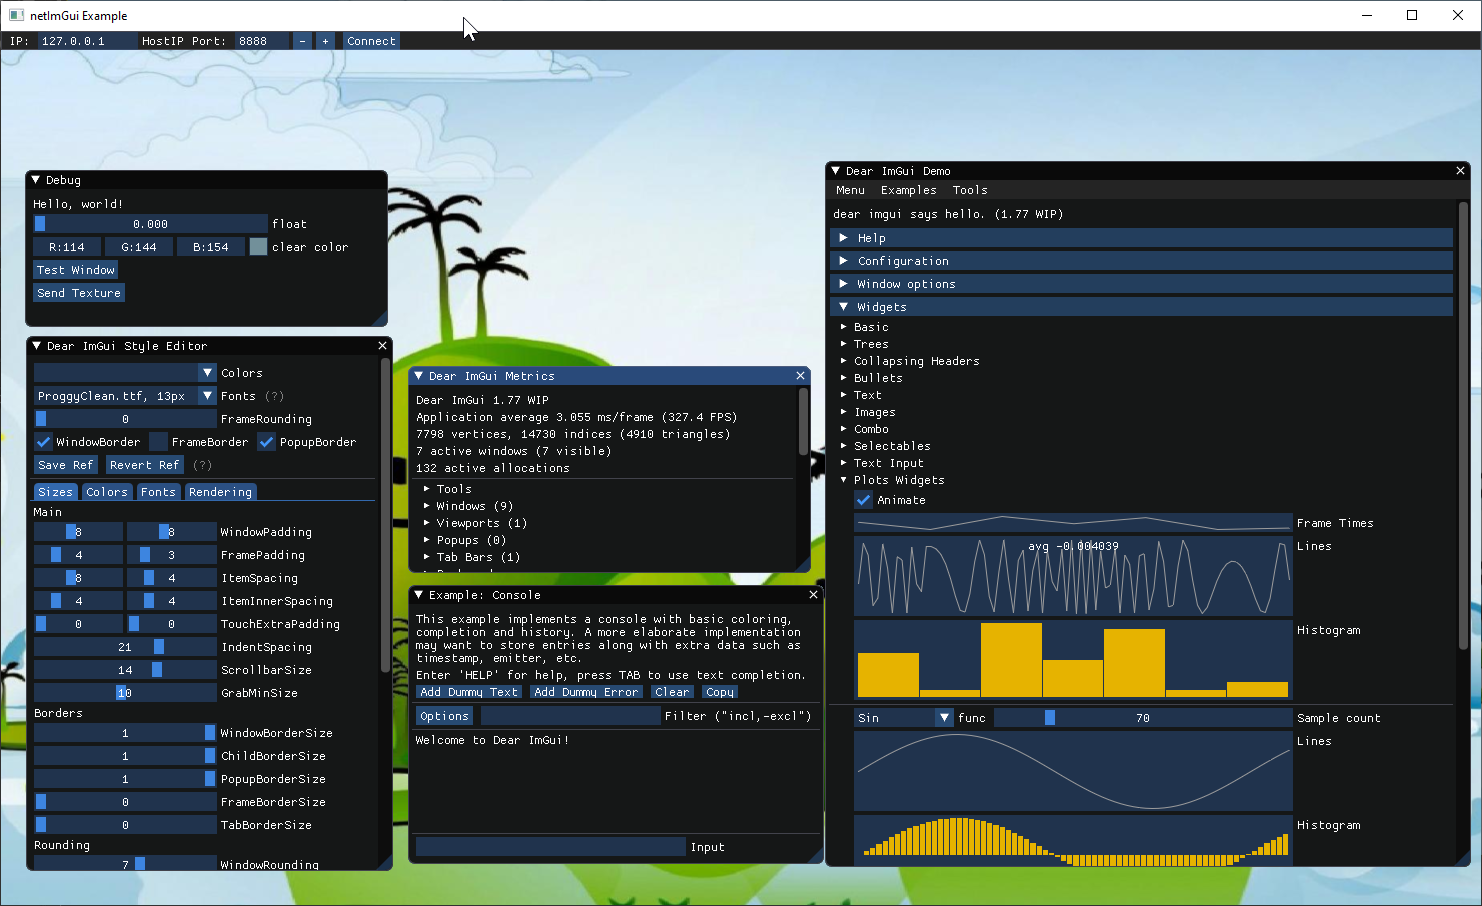 netImGui Example
IP: 127.0.0.1 HostIP Port: 8888 - + Connect
Debug
Hello, world!
0.000 float
R:114 G:144 B:154 clear color
Test Window
Send Texture
Dear ImGui Style Editor
Colors
ProggyClean.ttf, 13px Fonts (?)
0 FrameRounding
WindowBorder FrameBorder PopupBorder
Save Ref Revert Ref (?)
Sizes Colors Fonts Rendering
Main
8 8 WindowPadding
4 3 FramePadding
8 4 ItemSpacing
4 4 ItemInnerSpacing
0 0 TouchExtraPadding
21 IndentSpacing
14 ScrollbarSize
10 GrabMinSize
Borders
1 WindowBorderSize
1 ChildBorderSize
1 PopupBorderSize
0 FrameBorderSize
0 TabBorderSize
Rounding
7 WindowRounding
Dear ImGui Metrics
Dear ImGui 1.77 WIP
Application average 3.055 ms/frame (327.4 FPS)
7798 vertices, 14730 indices (4910 triangles)
7 active windows (7 visible)
132 active allocations
Tools
Windows (9)
Viewports (1)
Popups (0)
Tab Bars (1)
Example: Console
This example implements a console with basic coloring,
completion and history. A more elaborate implementation
may want to store entries along with extra data such as
timestamp, emitter, etc.
Enter 'HELP' for help, press TAB to use text completion.
Add Dummy Text Add Dummy Error Clear Copy
Options Filter ("incl,-excl")
Welcome to Dear ImGui!
Input
Dear ImGui Demo
Menu Examples Tools
dear imgui says hello. (1.77 WIP)
Help
Configuration
Window options
Widgets
Basic
Trees
Collapsing Headers
Bullets
Text
Images
Combo
Selectables
Text Input
Plots Widgets
Animate
Frame Times
avg -0.004039 Lines
Histogram
Sin func 70 Sample count
Lines
Histogram